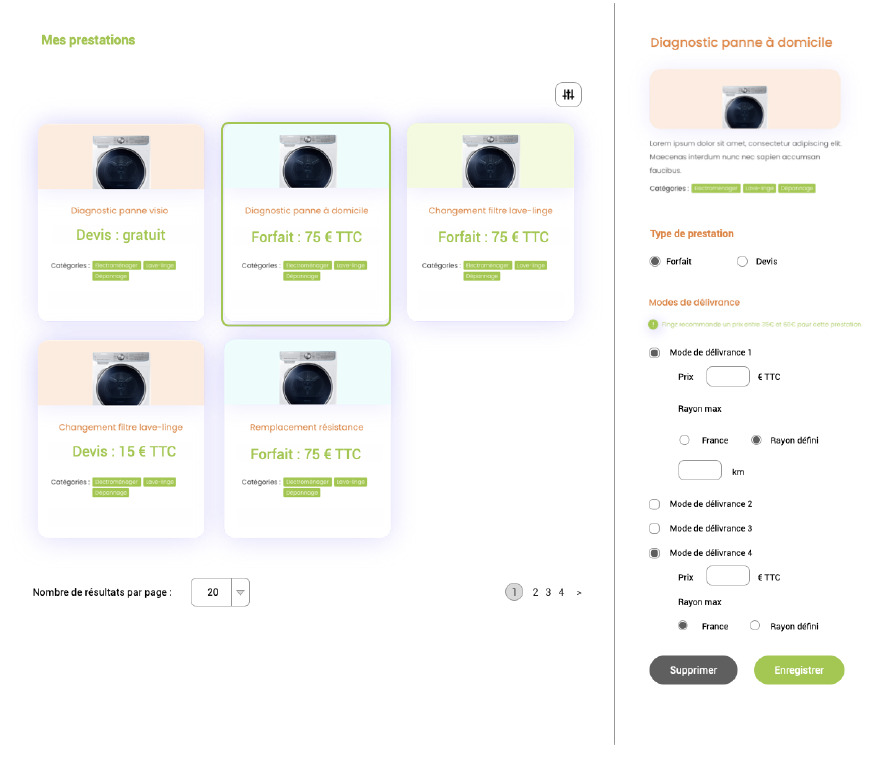 Mes prestations
Diagnostic panne visio
Devis : gratuit
Catégories : Electroménager Lave-linge
Dépannage
Diagnostic panne à domicile
Forfait : 75 € TTC
Catégories : Electroménager Lave-linge
Dépannage
Changement filtre lave-linge
Forfait : 75 € TTC
Catégories : Electroménager Lave-linge
Dépannage
Changement filtre lave-linge
Devis : 15 € TTC
Catégories : Electroménager Lave-linge
Dépannage
Remplacement résistance
Forfait : 75 € TTC
Catégories : Electroménager Lave-linge
Dépannage
Nombre de résultats par page : 20
1 2 3 4 >
Diagnostic panne à domicile
Lorem ipsum dolor sit amet, consectetur adipiscing elit.
Maecenas interdum nunc nec sapien accumsan
faucibus.
Catégories : Electroménager Lave-linge Dépannage
Type de prestation
Forfait Devis
Modes de délivrance
recommande un prix entre et pour cette prestation
Mode de délivrance 1
Prix € TTC
Rayon max
France Rayon défini
km
Mode de délivrance 2
Mode de délivrance 3
Mode de délivrance 4
Prix € TTC
Rayon max
France Rayon défini
Supprimer Enregistrer